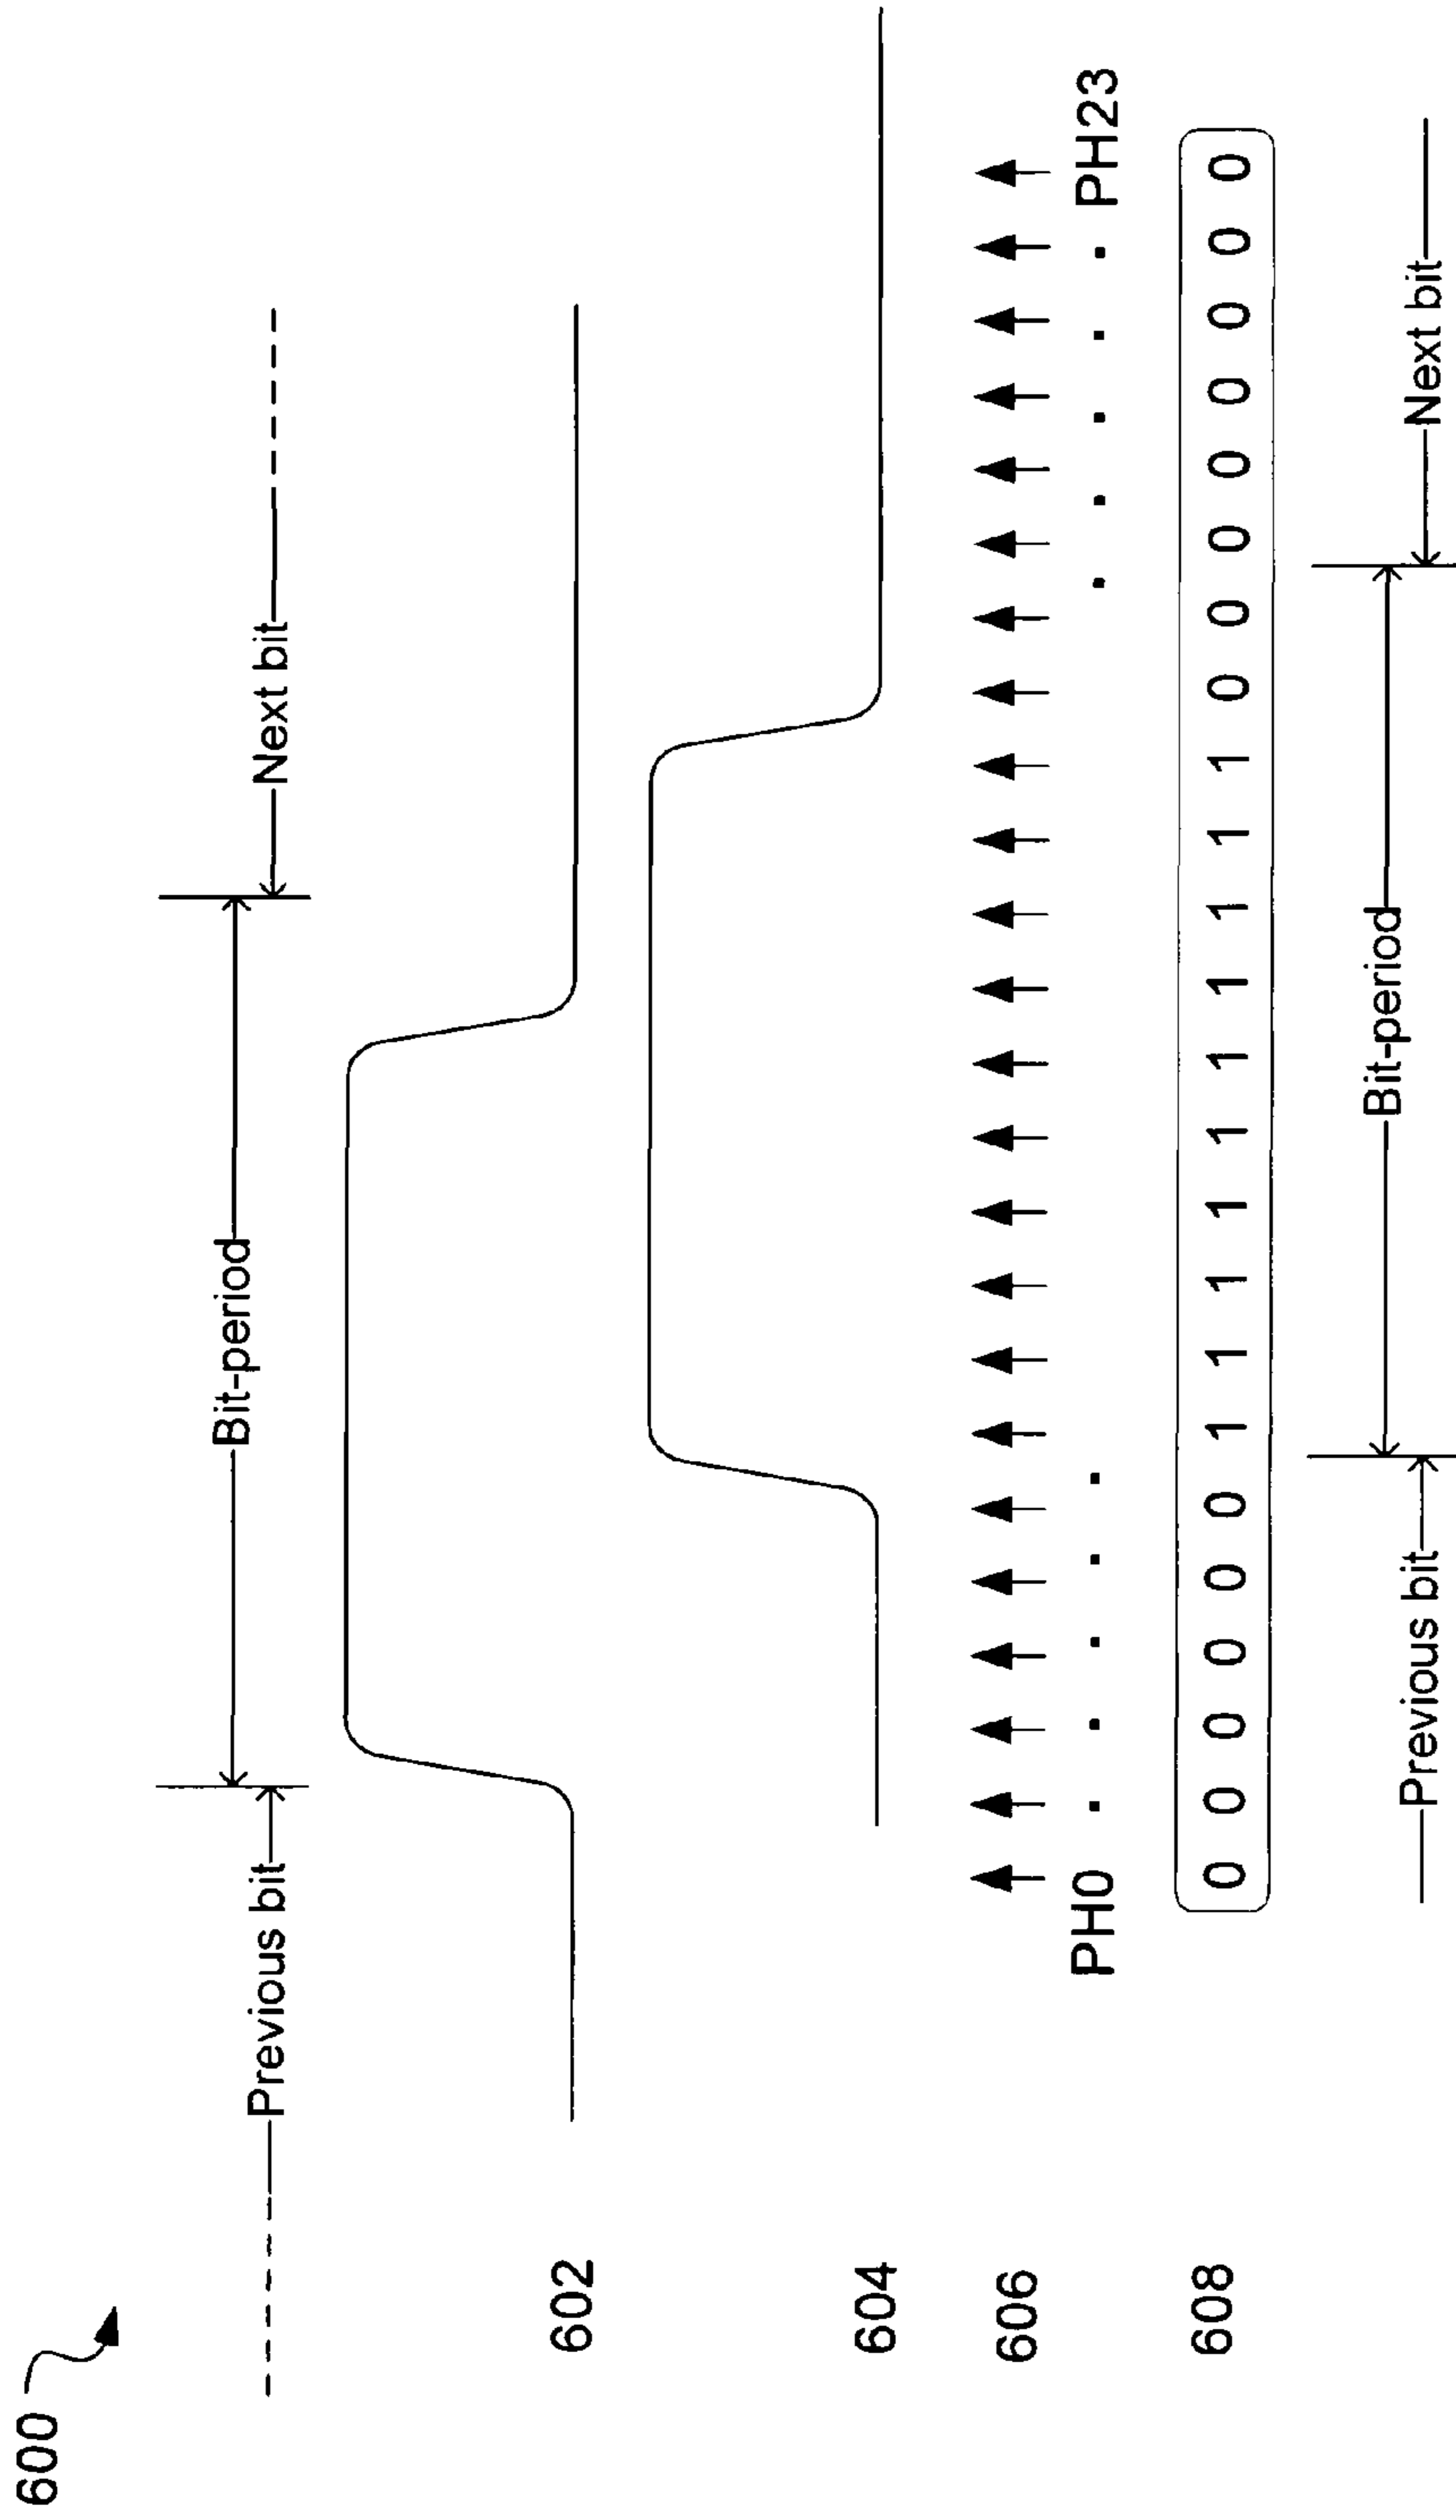 600
Bit-period
Previous bit Next bit
602
604
606
PH0 . . . . . . . . . . PH23
608 0 0 0 0 0 0 1 1 1 1 1 1 1 1 1 1 0 0 0 0 0 0 0 0
Bit-period
Previous bit Next bit